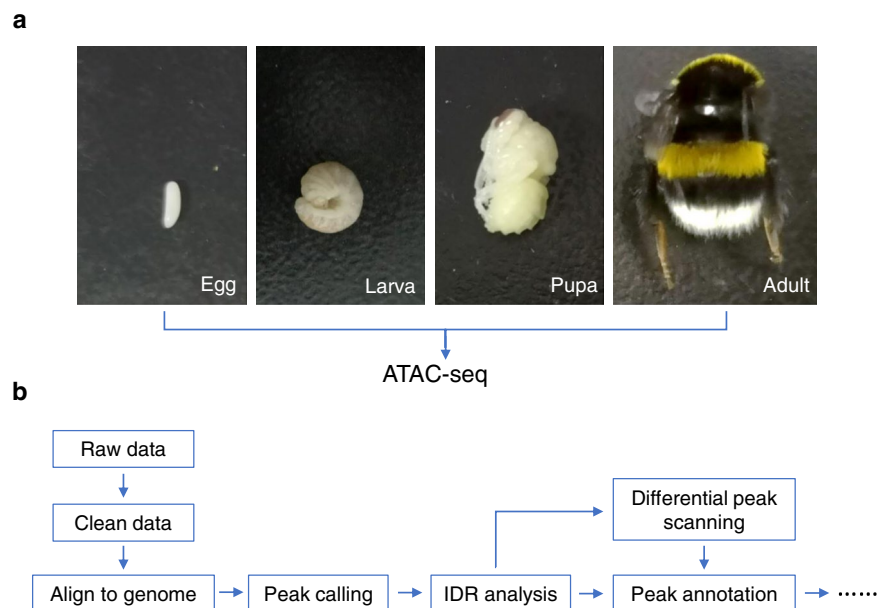 a
Egg
Larva
Pupa
Adult
ATAC-seq
b
Raw data
Clean data
Align to genome
Peak calling
IDR analysis
Differential peak
scanning
Peak annotation
……